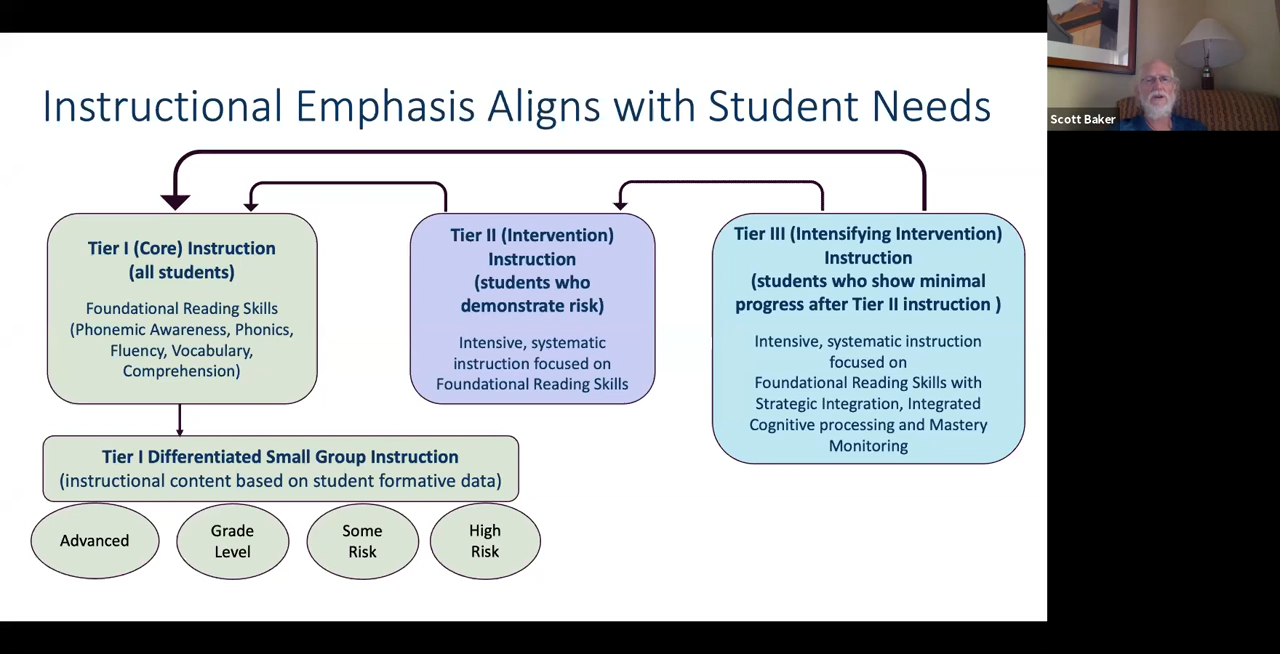 Instructional Emphasis Aligns with Student Needs
Scott Baker
Tier I (Core) Instruction
(all students)
Foundational Reading Skills
(Phonemic Awareness, Phonics,
Fluency, Vocabulary,
Comprehension)
Tier II (Intervention)
Instruction
(students who
demonstrate risk)
Intensive, systematic
instruction focused on
Foundational Reading Skills
Tier III (Intensifying Intervention)
Instruction
(students who show minimal
progress after Tier II instruction )
Intensive, systematic instruction
focused on
Foundational Reading Skills with
Strategic Integration, Integrated
Cognitive processing and Mastery
Monitoring
Tier I Differentiated Small Group Instruction
(instructional content based on student formative data)
Advanced
Grade
Level
Some
Risk
High
Risk